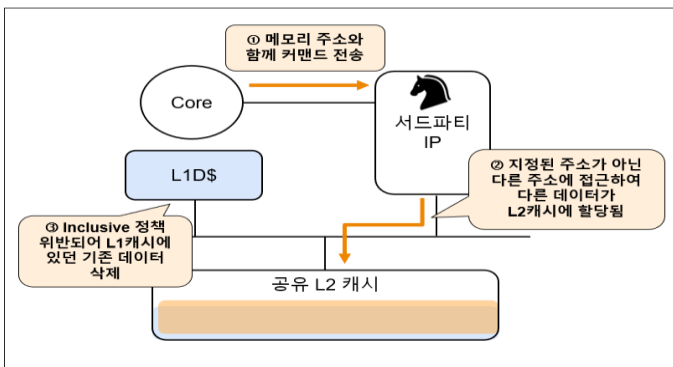 ① 메모리 주소와
함께 커맨드 전송
Core
서드파티
IP
L1D$
② 지정된 주소가 아닌
다른 주소에 접근하여
다른 데이터가
L2캐시에 할당됨
③ Inclusive 정책
위반되어 L1캐시에
있던 기존 데이터
삭제
공유 L2 캐시